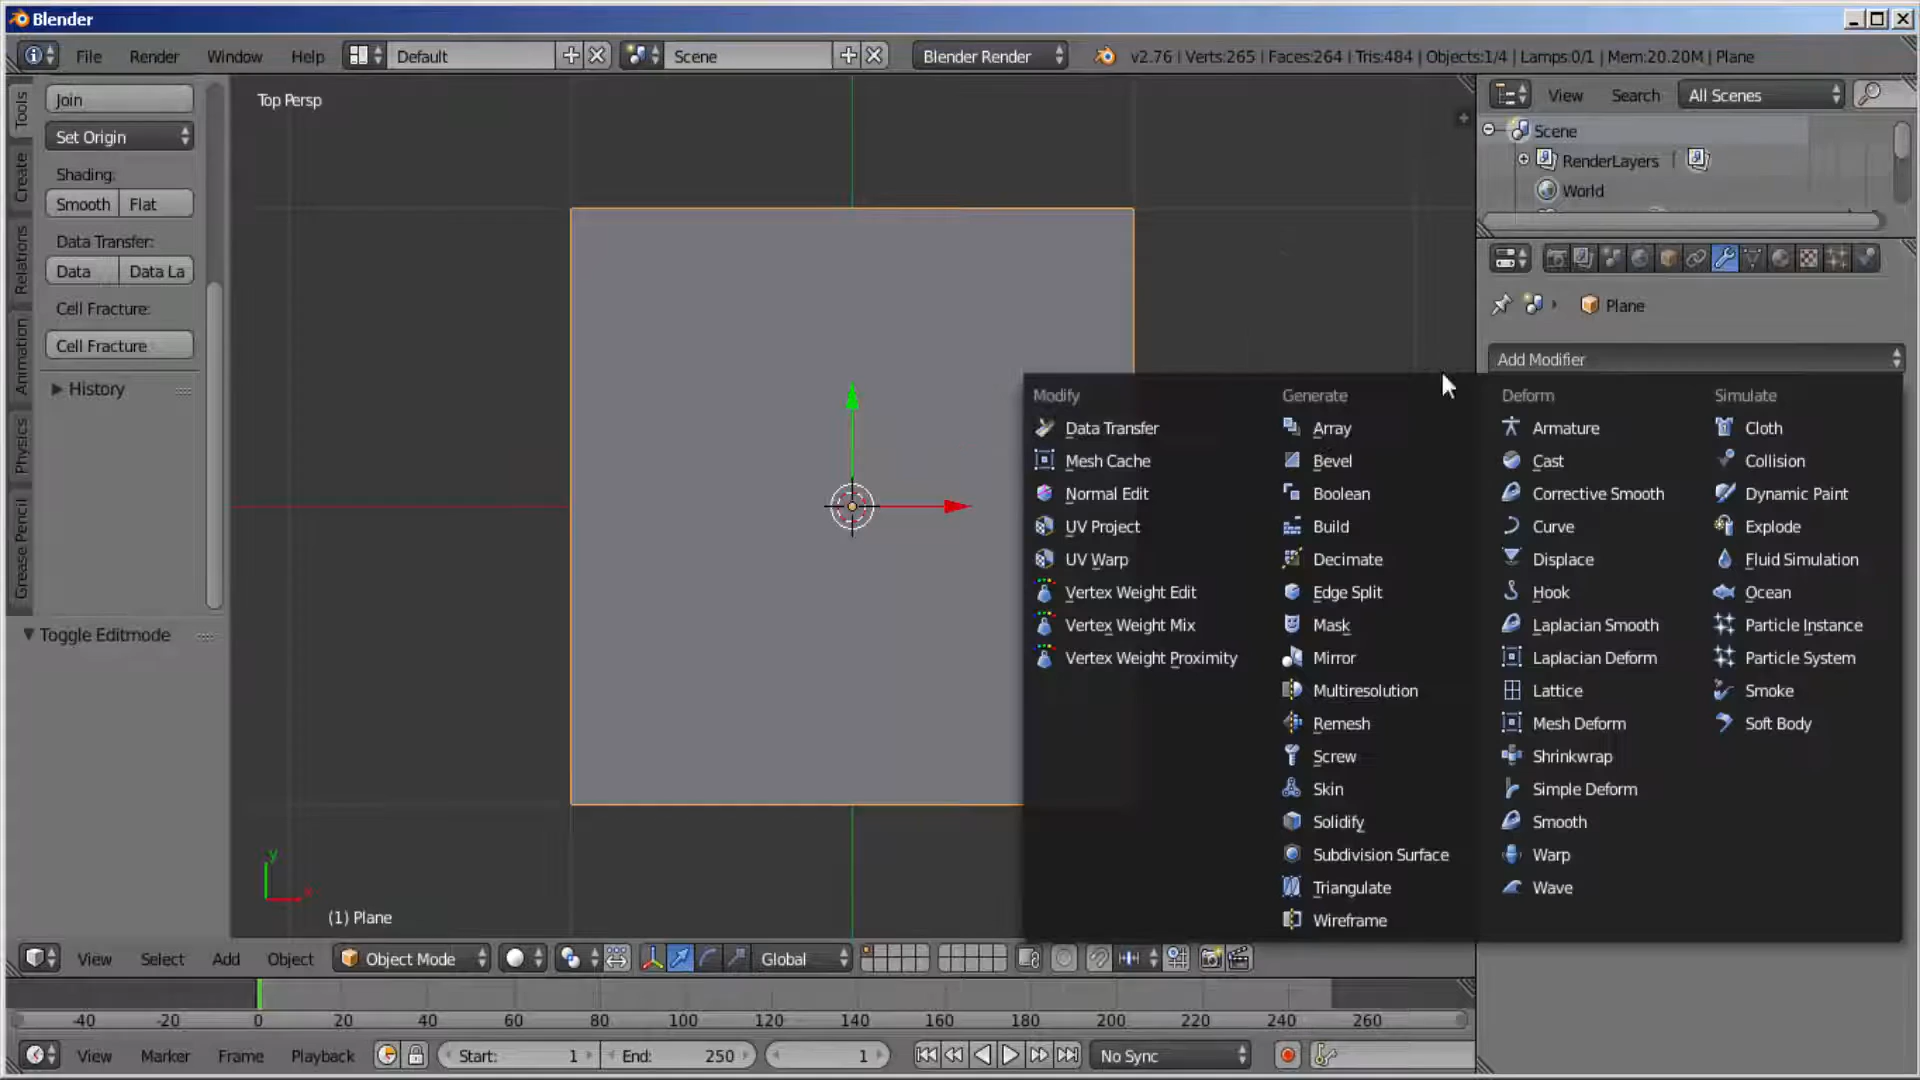 Blender
File Render Window Help Default Scene Blender Render v2.76 | Verts:265 | Faces:264 | Tris:484 | Objects:1/4 | Lamps:0/1 | Mem:20.20M | Plane
Tools
Create
Relations
Animation
Physics
Grease Pencil
Join
Set Origin
Shading:
Smooth Flat
Data Transfer:
Data Data La
Cell Fracture:
Cell Fracture
History
Toggle Editmode
Top Persp
y
x
(1) Plane
View Search All Scenes
Scene
RenderLayers
World
Plane
Add Modifier
Modify
Data Transfer
Mesh Cache
Normal Edit
UV Project
UV Warp
Vertex Weight Edit
Vertex Weight Mix
Vertex Weight Proximity
Generate
Array
Bevel
Boolean
Build
Decimate
Edge Split
Mask
Mirror
Multiresolution
Remesh
Screw
Skin
Solidify
Subdivision Surface
Triangulate
Wireframe
Deform
Armature
Cast
Corrective Smooth
Curve
Displace
Hook
Laplacian Smooth
Laplacian Deform
Lattice
Mesh Deform
Shrinkwrap
Simple Deform
Smooth
Warp
Wave
Simulate
Cloth
Collision
Dynamic Paint
Explode
Fluid Simulation
Ocean
Particle Instance
Particle System
Smoke
Soft Body
View Select Add Object Object Mode Global
-40 -20 0 20 40 60 80 100 120 140 160 180 200 220 240 260
View Marker Frame Playback Start: 1 End: 250 1 No Sync